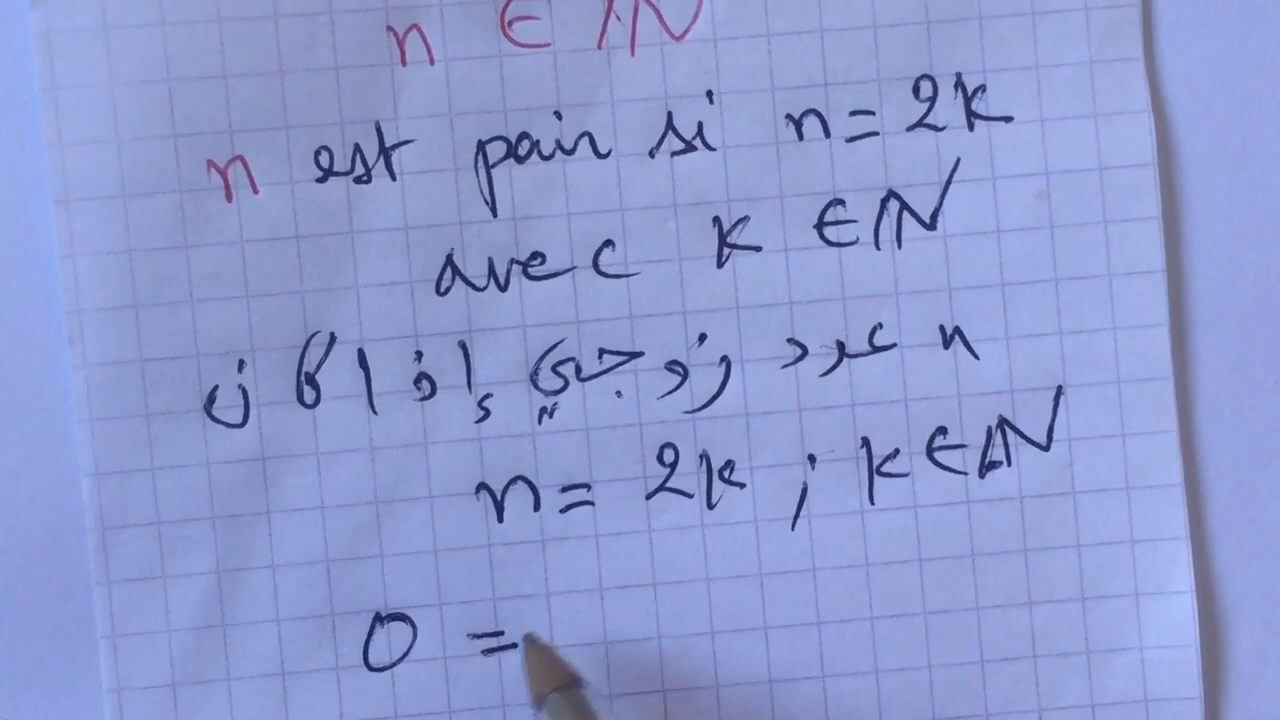 n ∈ ℕ
n est pair si n = 2k
avec k ∈ ℕ
n عدد زوجي إذا كان
n = 2k ; k ∈ ℕ
0 =